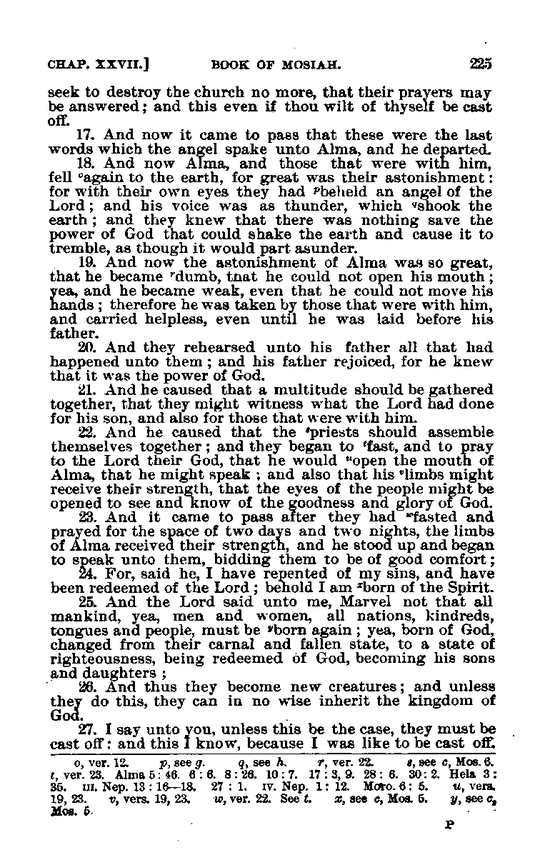 CHAP. XXVII.] BOOK OF MOSIAH. 225
seek to destroy the church no more, that their prayers may
be answered; and this even if thou wilt of thyself be cast
off.
17. And now it came to pass that these were the last
words which the angel spake unto Alma, and he departed.
18. And now Alma, and those that were with him,
fell ᵒagain to the earth, for great was their astonishment:
for with their own eyes they had ᵖbeheld an angel of the
Lord; and his voice was as thunder, which qshook the
earth; and they knew that there was nothing save the
power of God that could shake the earth and cause it to
tremble, as though it would part asunder.
19. And now the astonishment of Alma was so great,
that he became ʳdumb, that he could not open his mouth;
yea, and he became weak, even that he could not move his
hands; therefore he was taken by those that were with him,
and carried helpless, even until he was laid before his
father.
20. And they rehearsed unto his father all that had
happened unto them; and his father rejoiced, for he knew
that it was the power of God.
21. And he caused that a multitude should be gathered
together, that they might witness what the Lord had done
for his son, and also for those that were with him.
22. And he caused that the ˢpriests should assemble
themselves together; and they began to ᵗfast, and to pray
to the Lord their God, that he would ᵘopen the mouth of
Alma, that he might speak; and also that his ᵛlimbs might
receive their strength, that the eyes of the people might be
opened to see and know of the goodness and glory of God.
23. And it came to pass after they had ʷfasted and
prayed for the space of two days and two nights, the limbs
of Alma received their strength, and he stood up and began
to speak unto them, bidding them to be of good comfort;
24. For, said he, I have repented of my sins, and have
been redeemed of the Lord; behold I am ˣborn of the Spirit.
25. And the Lord said unto me, Marvel not that all
mankind, yea, men and women, all nations, kindreds,
tongues and people, must be ʸborn again; yea, born of God,
changed from their carnal and fallen state, to a state of
righteousness, being redeemed of God, becoming his sons
and daughters;
26. And thus they become new creatures; and unless
they do this, they can in no wise inherit the kingdom of
God.
27. I say unto you, unless this be the case, they must be
cast off: and this I know, because I was like to be cast off.
o, ver. 12. p, see g. q, see h. r, ver. 22. s, see c, Mos. 6.
t, ver. 23. Alma 5: 46. 6: 6. 8: 26. 10: 7. 17: 3, 9. 28: 6. 30: 2. Hela 3:
35. III. Nep. 13: 16—18. 27: 1. IV. Nep. 1: 12. Moro. 6: 5. u, vers.
19, 23. v, vers. 19, 23. w, ver. 22. See t. x, see c, Mos. 5. y, see c,
Mos. 5.
P